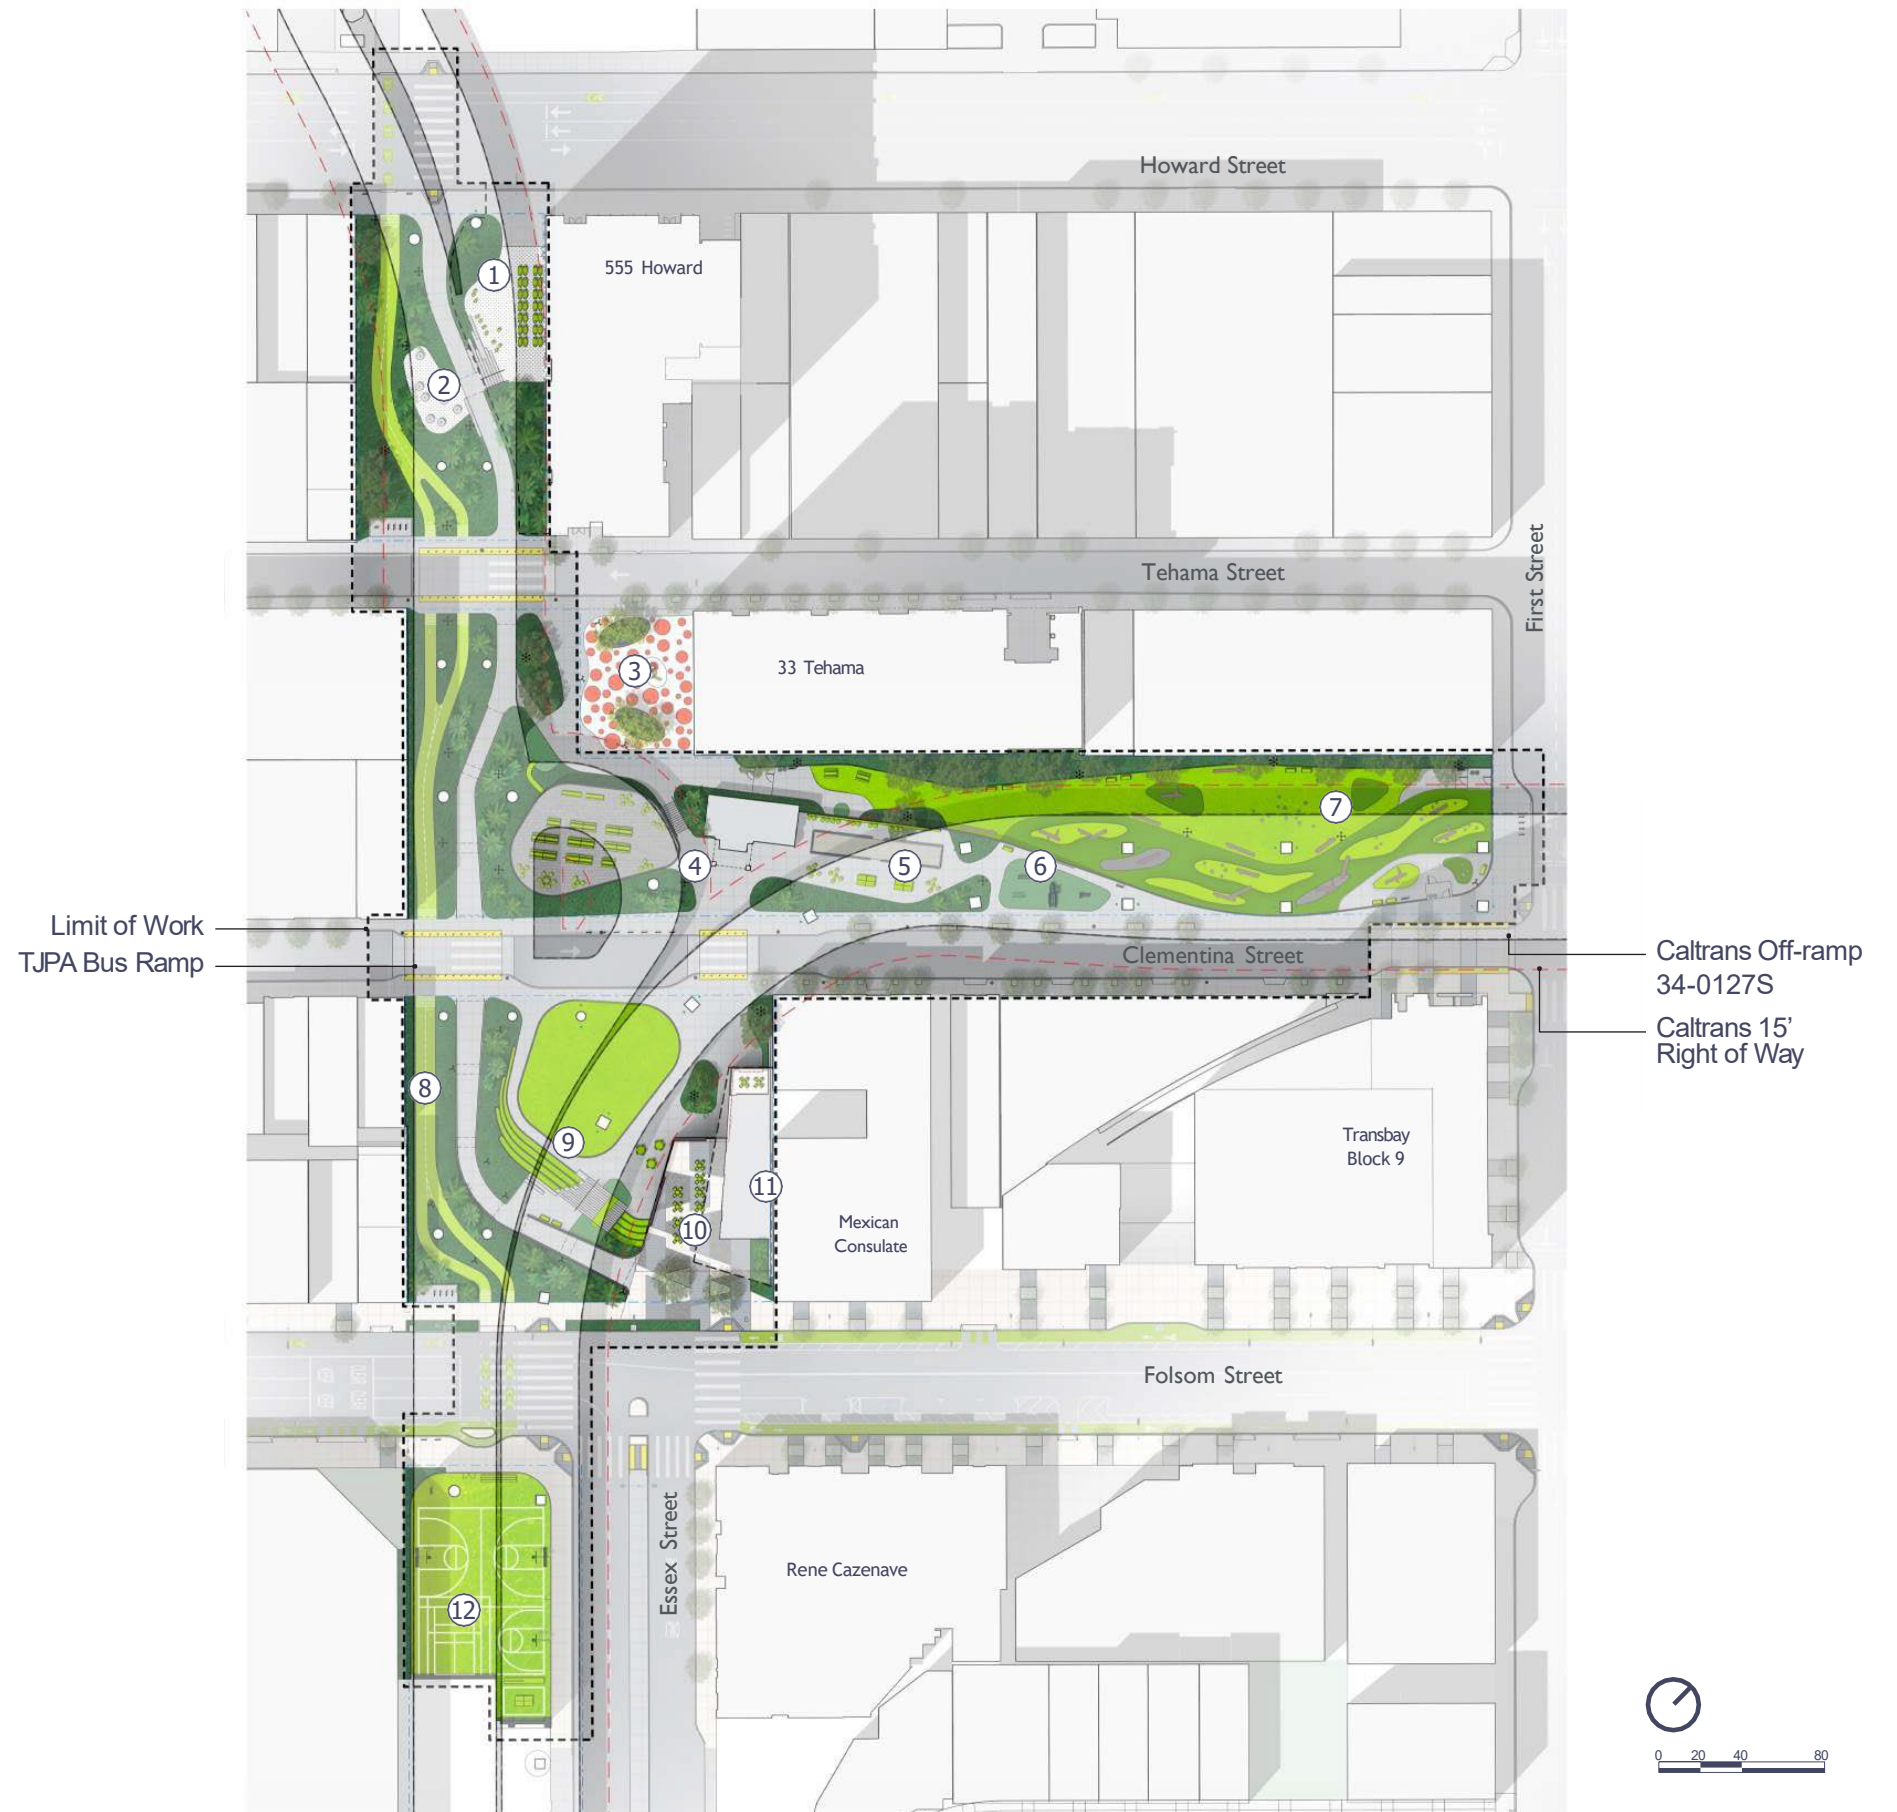 Howard Street
1
555 Howard
2
Tehama Street
First Street
3
33 Tehama
7
4
5
6
Limit of Work
TJPA Bus Ramp
Clementina Street
Caltrans Off-ramp
34-0127S
Caltrans 15’
Right of Way
8
9
Transbay
Block 9
11
10
Mexican
Consulate
Folsom Street
Essex Street
Rene Cazenave
12
0 20 40 80